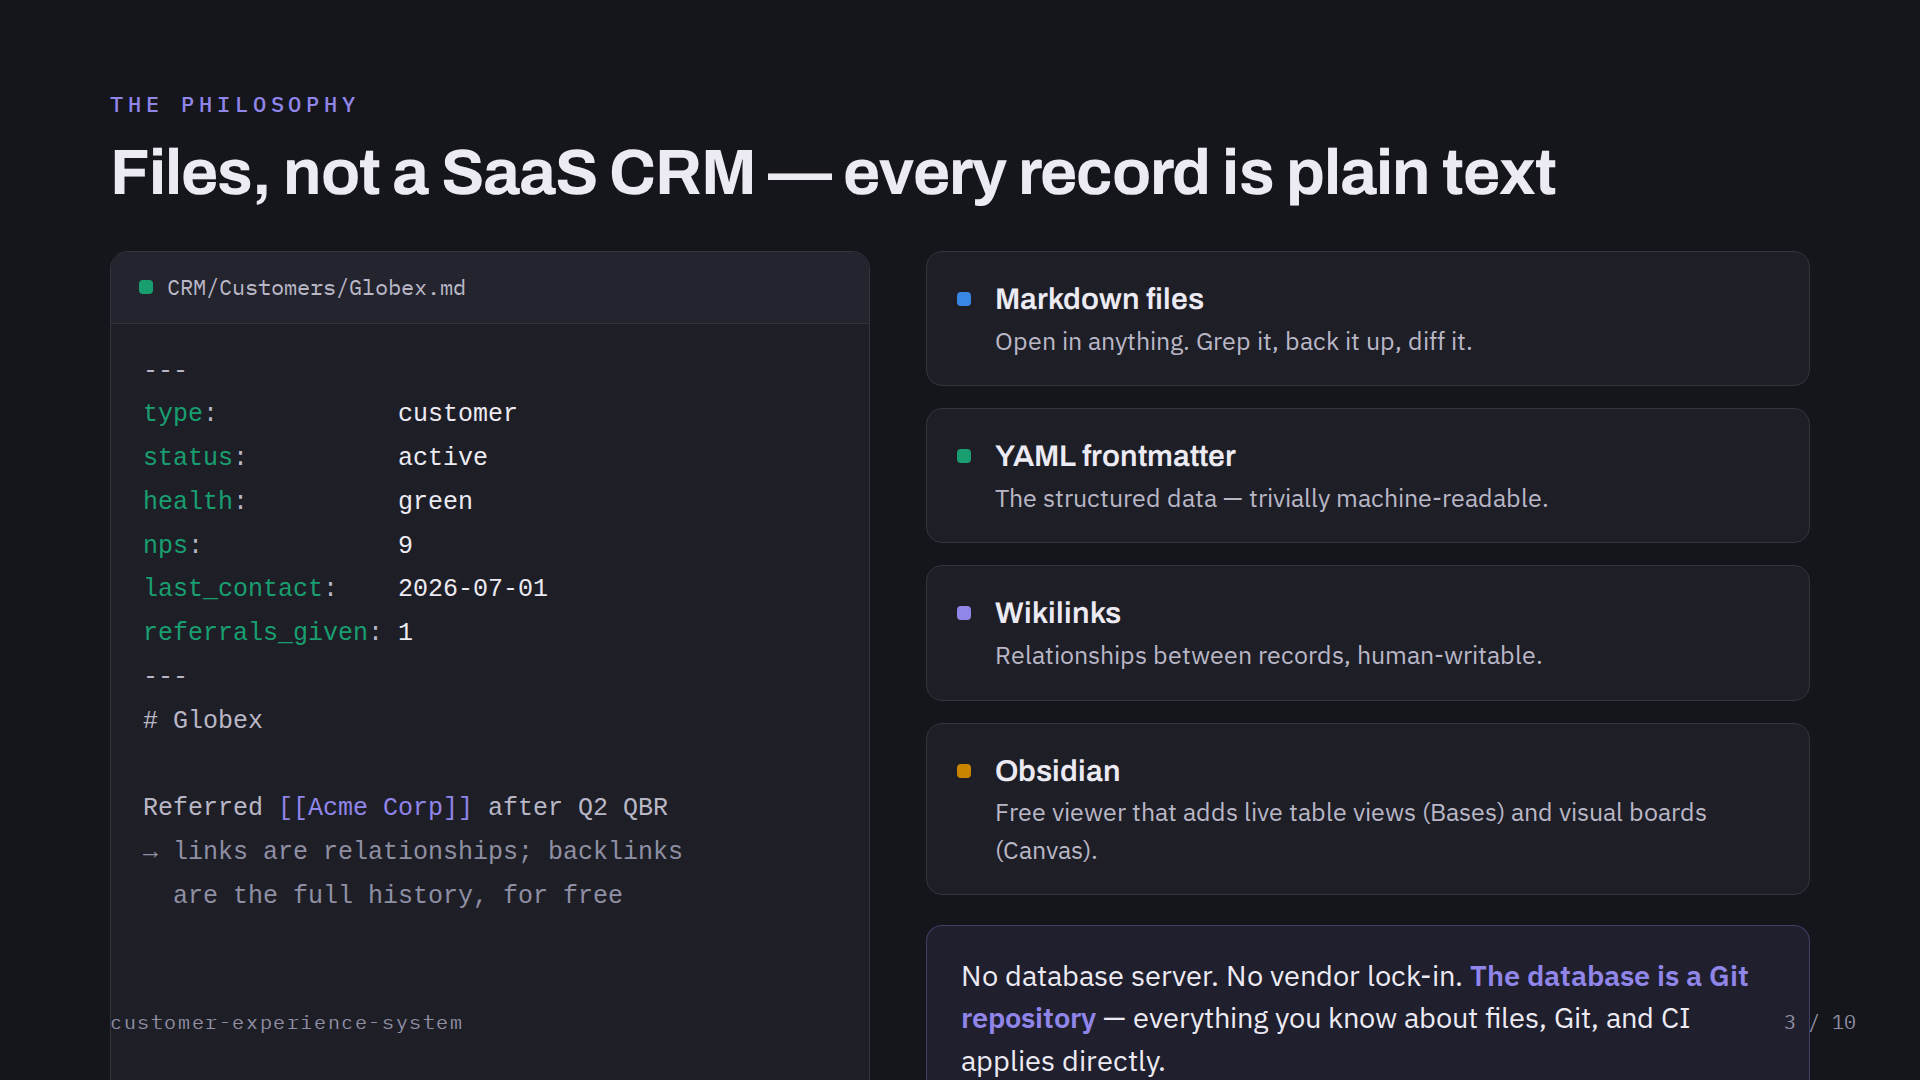 THE PHILOSOPHY
Files, not a SaaS CRM — every record is plain text
CRM/Customers/Globex.md
---
type: customer
status: active
health: green
nps: 9
last_contact: 2026-07-01
referrals_given: 1
---
# Globex
Referred [[Acme Corp]] after Q2 QBR
→ links are relationships; backlinks
are the full history, for free
Markdown files
Open in anything. Grep it, back it up, diff it.
YAML frontmatter
The structured data — trivially machine-readable.
Wikilinks
Relationships between records, human-writable.
Obsidian
Free viewer that adds live table views (Bases) and visual boards
(Canvas).
No database server. No vendor lock-in. The database is a Git
repository — everything you know about files, Git, and CI
applies directly.
customer-experience-system
3 / 10